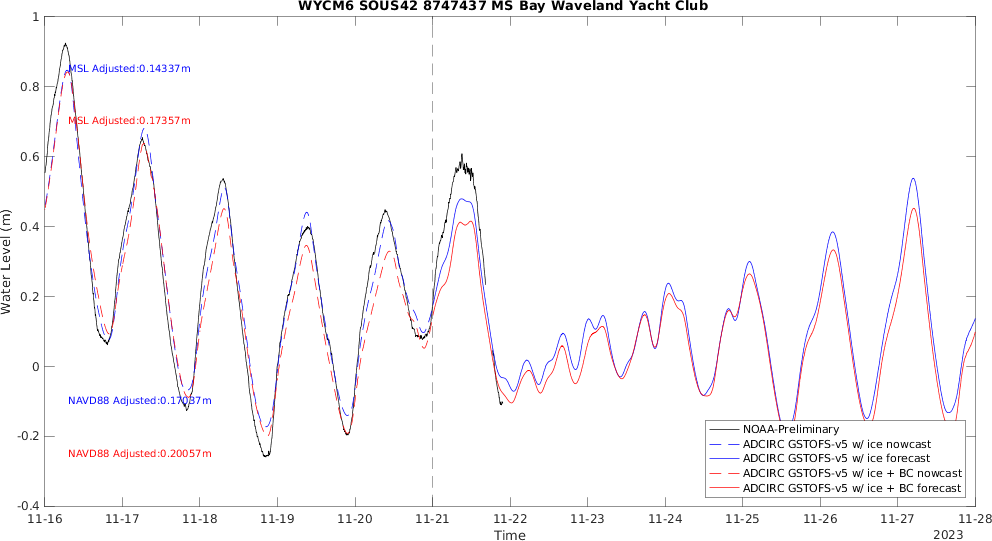 WYCM6 SOUS42 8747437 MS Bay Waveland Yacht Club
Water Level (m)
1
0.8
0.6
0.4
0.2
0
-0.2
-0.4
MSL Adjusted:0.14337m
MSL Adjusted:0.17357m
NAVD88 Adjusted:0.17037m
NAVD88 Adjusted:0.20057m
NOAA-Preliminary
ADCIRC GSTOFS-v5 w/ ice nowcast
ADCIRC GSTOFS-v5 w/ ice forecast
ADCIRC GSTOFS-v5 w/ ice + BC nowcast
ADCIRC GSTOFS-v5 w/ ice + BC forecast
11-16 11-17 11-18 11-19 11-20 11-21 11-22 11-23 11-24 11-25 11-26 11-27 11-28
Time
2023